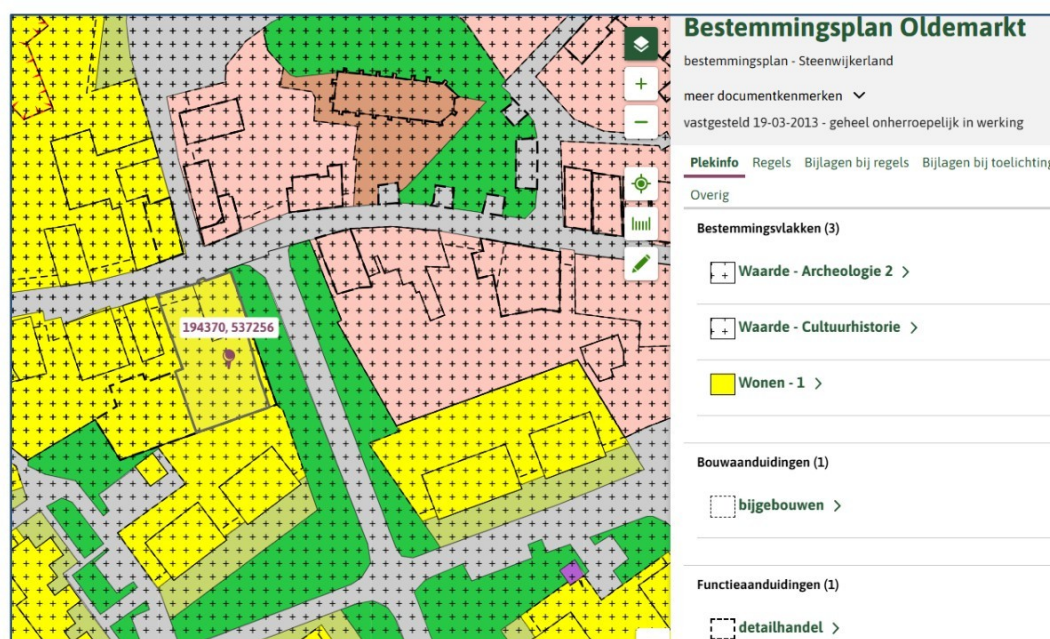 Bestemmingsplan Oldemarkt
bestemmingsplan - Steenwijkerland
meer documentkenmerken
vastgesteld 19-03-2013 - geheel onherroepelijk in werking
Plekinfo Regels Bijlagen bij regels Bijlagen bij toelichting
Overig
Bestemmingsvlakken (3)
Waarde - Archeologie 2
Waarde - Cultuurhistorie
Wonen - 1
Bouwaanduidingen (1)
bijgebouwen
Functieaanduidingen (1)
detailhandel
194370, 537256